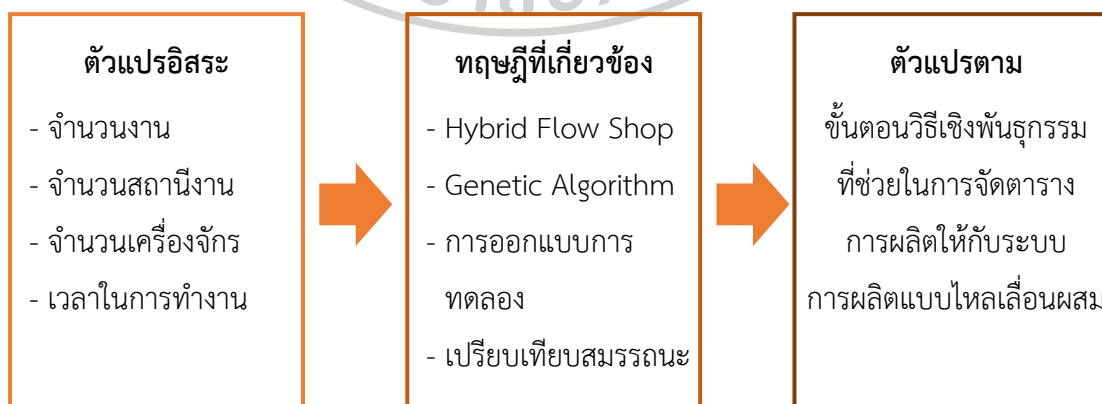 ตัวแปรอิสระ
- จำนวนงาน
- จำนวนสถานีงาน
- จำนวนเครื่องจักร
- เวลาในการทำงาน
ทฤษฎีที่เกี่ยวข้อง
- Hybrid Flow Shop
- Genetic Algorithm
- การออกแบบการ
ทดลอง
- เปรียบเทียบสมรรถนะ
ตัวแปรตาม
ขั้นตอนวิธีเชิงพันธุกรรม
ที่ช่วยในการจัดตาราง
การผลิตให้กับระบบ
การผลิตแบบไหลเลื่อนผสม